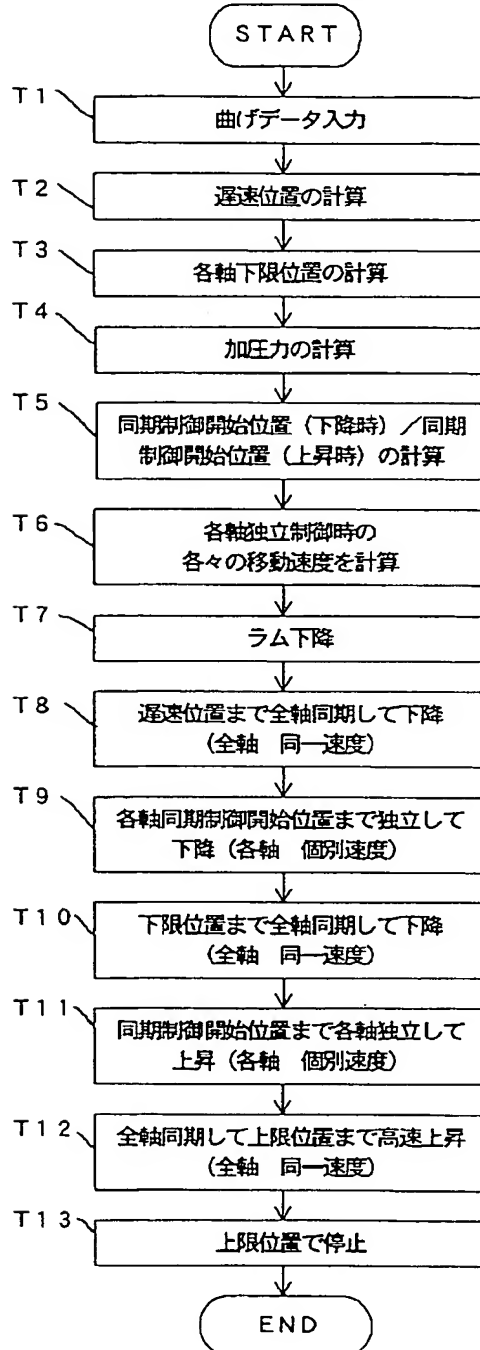 START
T1
曲げデータ入力
T2
遅速位置の計算
T3
各軸下限位置の計算
T4
加圧力の計算
T5
同期制御開始位置(下降時)/同期
制御開始位置(上昇時)の計算
T6
各軸独立制御時の
各々の移動速度を計算
T7
ラム下降
T8
遅速位置まで全軸同期して下降
(全軸 同一速度)
T9
各軸同期制御開始位置まで独立して
下降(各軸 個別速度)
T10
下限位置まで全軸同期して下降
(全軸 同一速度)
T11
同期制御開始位置まで各軸独立して
上昇(各軸 個別速度)
T12
全軸同期して上限位置まで高速上昇
(全軸 同一速度)
T13
上限位置で停止
END